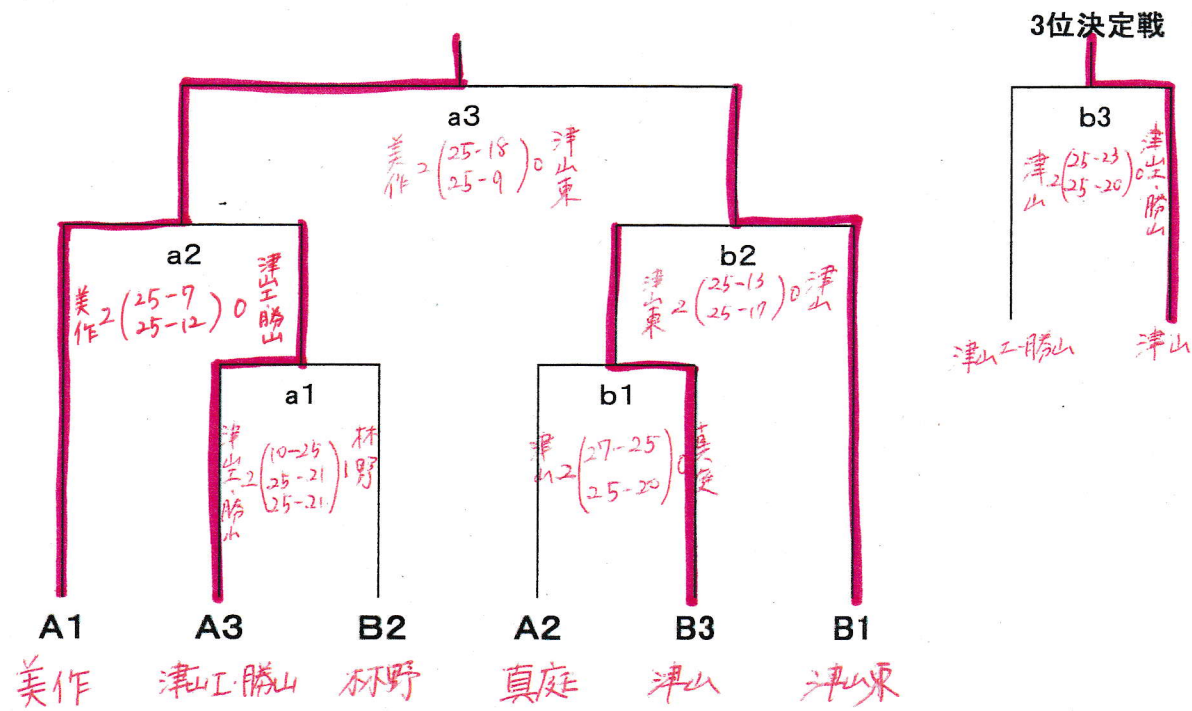 3位決定戦
a3
美作 2 (25-18 25-9) 0 津山東
b3
津山 2 (25-23 25-20) 0 津山工・勝山
a2
美作 2 (25-7 25-12) 0 津山工・勝山
b2
津山東 2 (25-13 25-17) 0 津山
津山工・勝山 津山
a1
津山工・勝山 2 (10-25 25-21 25-21) 1 林野
b1
津山 2 (27-25 25-20) 0 真庭
A1 A3 B2 A2 B3 B1
美作 津山工・勝山 林野 真庭 津山 津山東